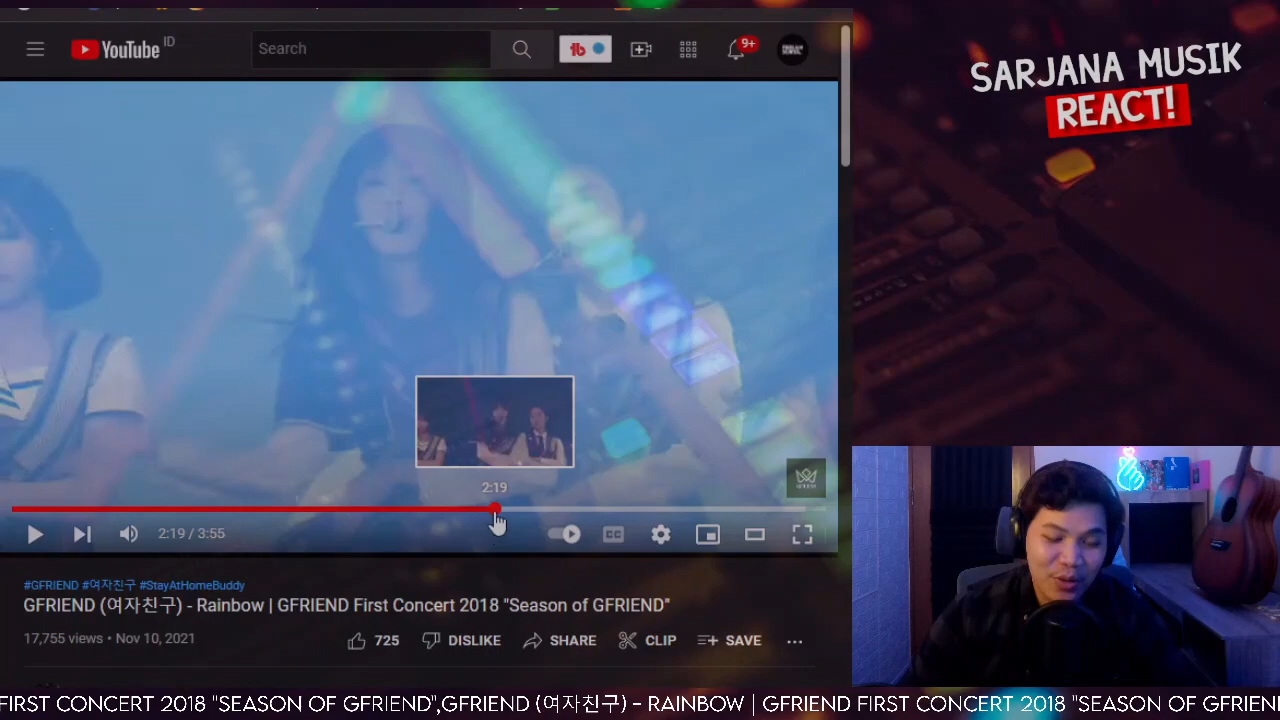 YouTube ID
Search
9+
SARJANA MUSIK
REACT!
2:19
2:19 / 3:55
CC
#GFRIEND #여자친구 #StayAtHomeBuddy
GFRIEND (여자친구) - Rainbow | GFRIEND First Concert 2018 "Season of GFRIEND"
17,755 views • Nov 10, 2021
725
DISLIKE
SHARE
CLIP
SAVE
FIRST CONCERT 2018 "SEASON OF GFRIEND",GFRIEND (여자친구) - RAINBOW | GFRIEND FIRST CONCERT 2018 "SEASON OF GFRIEN